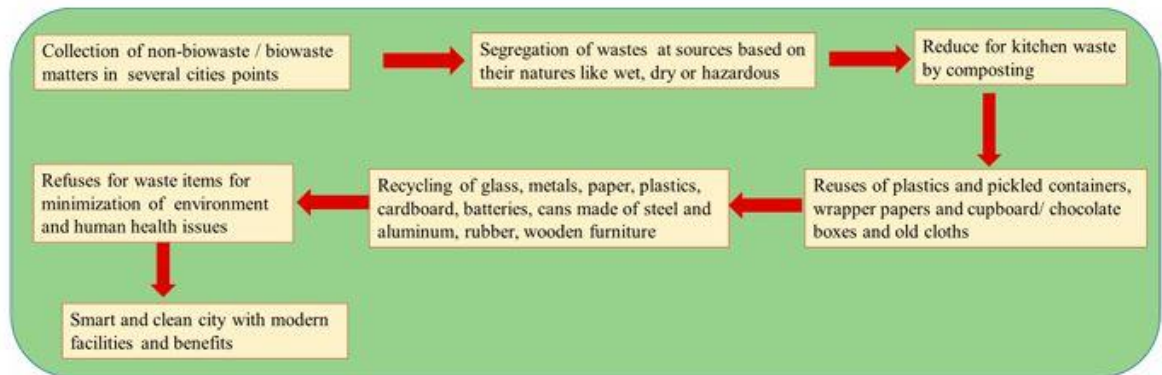 Collection of non-biowaste / biowaste
matters in several cities points
Segregation of wastes at sources based on
their natures like wet, dry or hazardous
Reduce for kitchen waste
by composting
Reuses of plastics and pickled containers,
wrapper papers and cupboard/ chocolate
boxes and old cloths
Recycling of glass, metals, paper, plastics,
cardboard, batteries, cans made of steel and
aluminum, rubber, wooden furniture
Refuses for waste items for
minimization of environment
and human health issues
Smart and clean city with modern
facilities and benefits